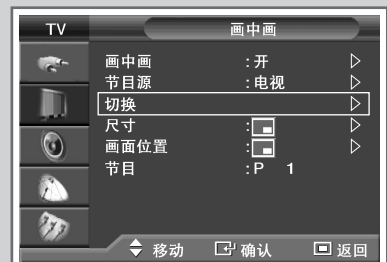 TV 画中画
画中画 :开
节目源 :电视
切换
尺寸 :
画面位置 :
节目 :P 1
移动 确认 返回